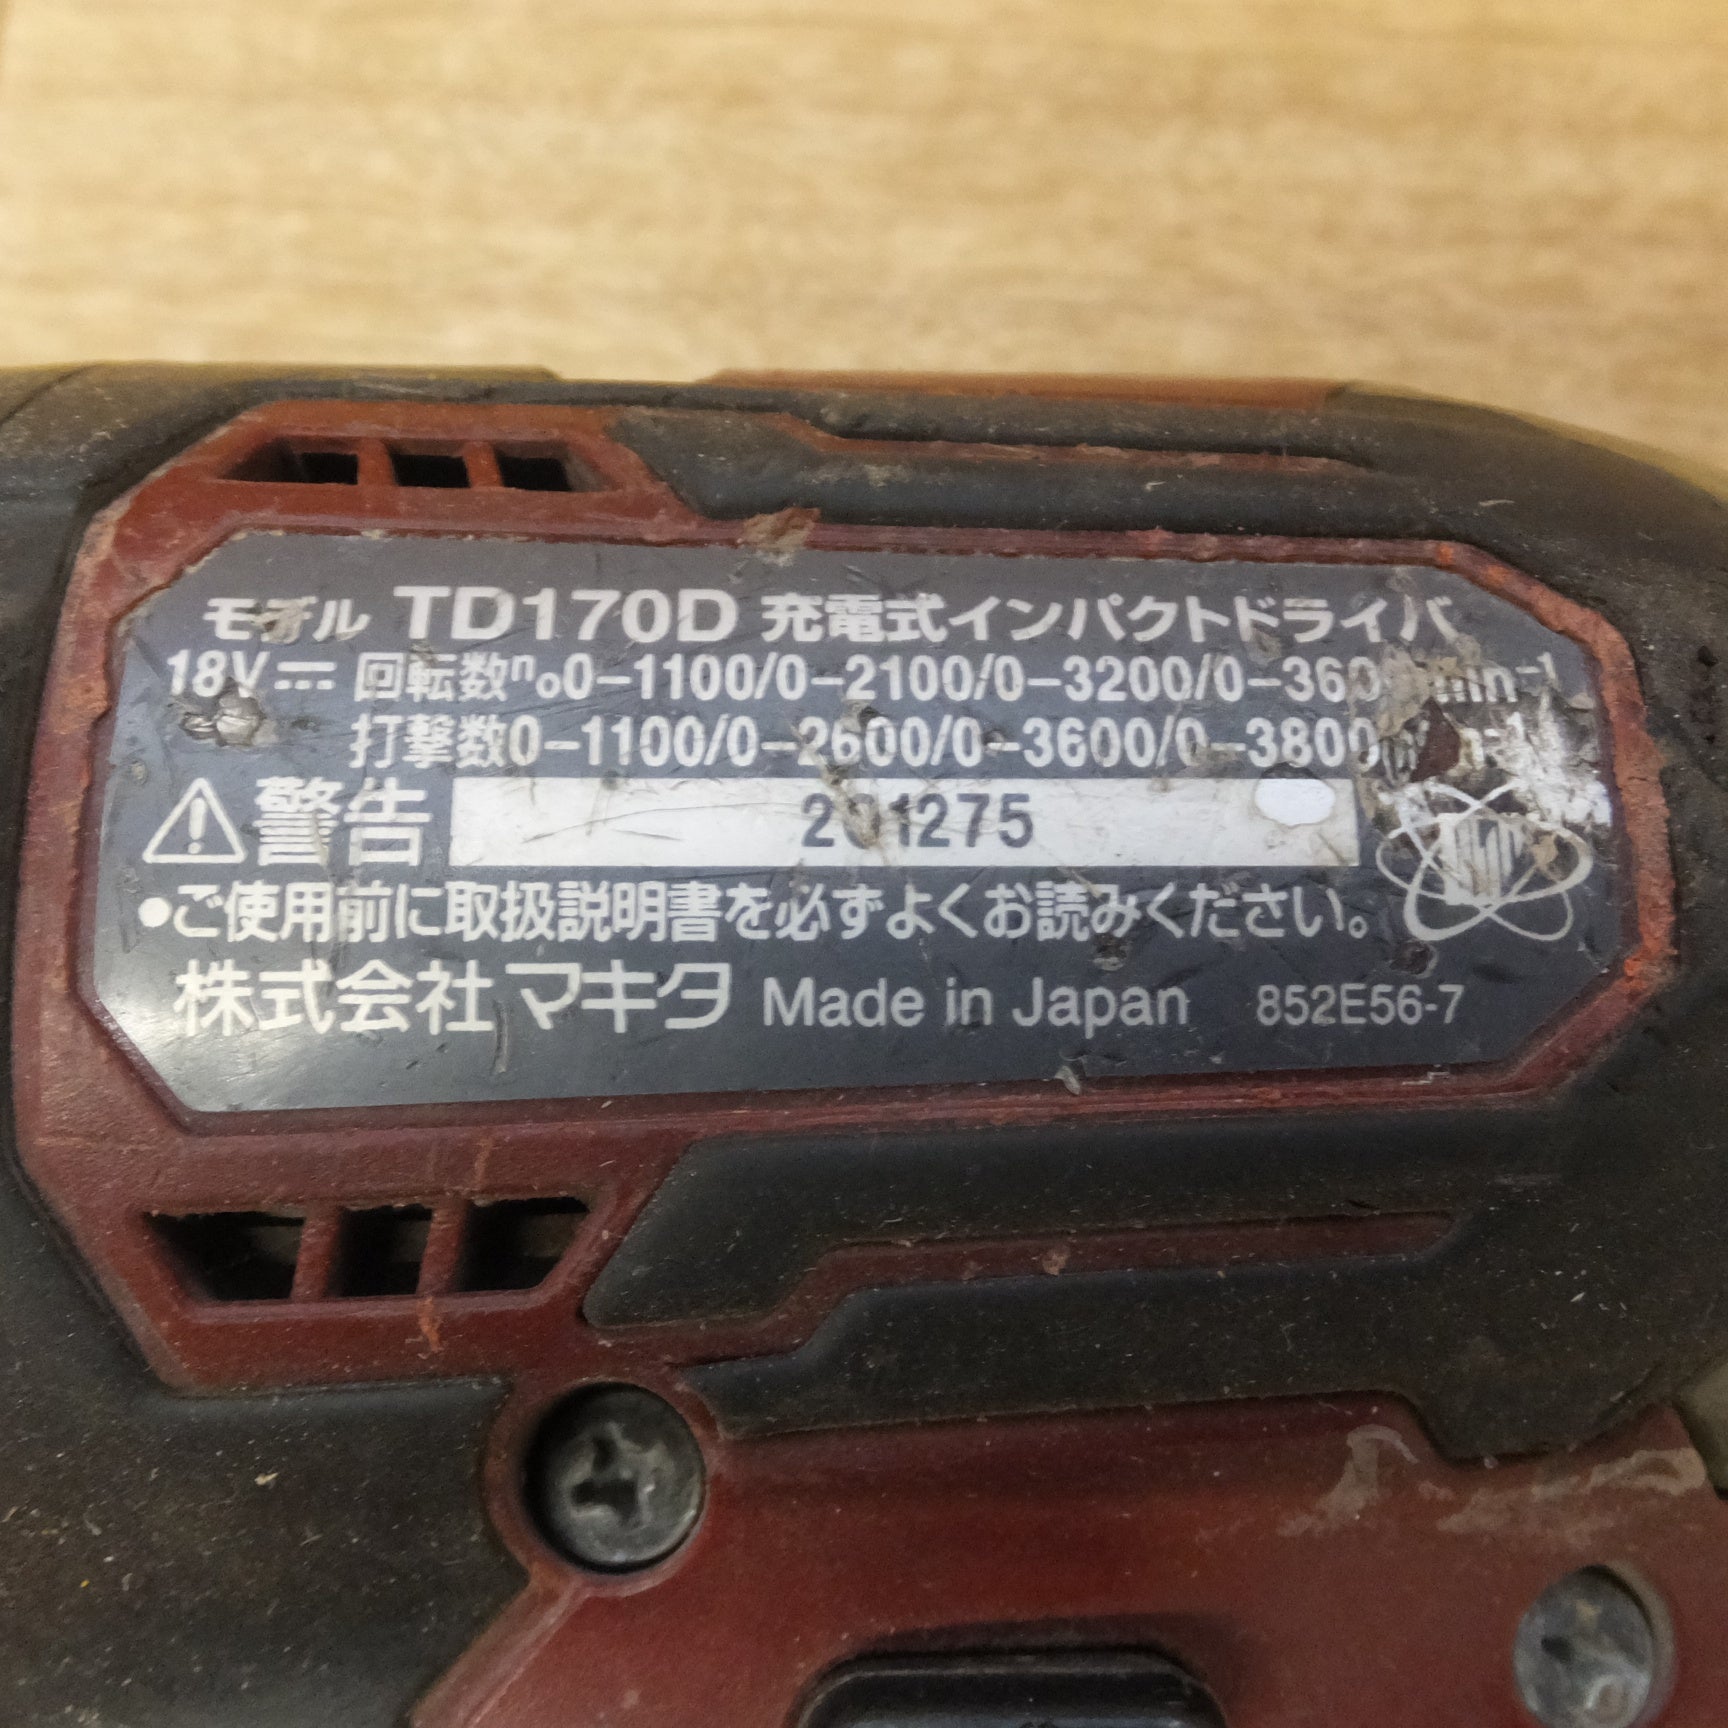 モデル TD170D 充電式インパクトドライバ
18V⎓ 回転数n₀0-1100/0-2100/0-3200/0-3600 min⁻¹
打撃数0-1100/0-2600/0-3600/0-3800
⚠警告 201275
●ご使用前に取扱説明書を必ずよくお読みください。
株式会社マキタ Made in Japan 852E56-7